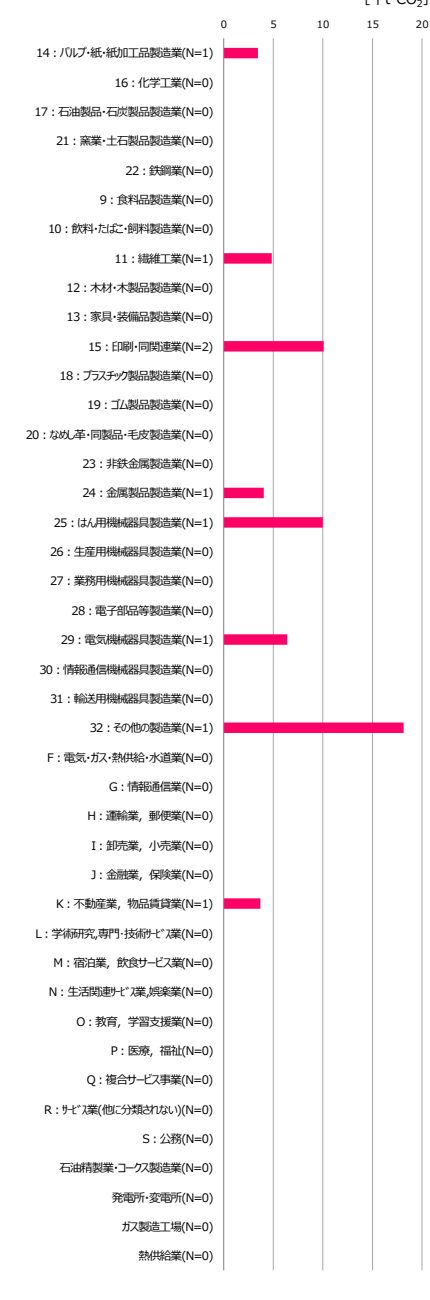 [千t-CO₂]
0 5 10 15 20
14：パルプ・紙・紙加工品製造業(N=1)
16：化学工業(N=0)
17：石油製品・石炭製品製造業(N=0)
21：窯業・土石製品製造業(N=0)
22：鉄鋼業(N=0)
9：食料品製造業(N=0)
10：飲料・たばこ・飼料製造業(N=0)
11：繊維工業(N=1)
12：木材・木製品製造業(N=0)
13：家具・装備品製造業(N=0)
15：印刷・同関連業(N=2)
18：プラスチック製品製造業(N=0)
19：ゴム製品製造業(N=0)
20：なめし革・同製品・毛皮製造業(N=0)
23：非鉄金属製造業(N=0)
24：金属製品製造業(N=1)
25：はん用機械器具製造業(N=1)
26：生産用機械器具製造業(N=0)
27：業務用機械器具製造業(N=0)
28：電子部品等製造業(N=0)
29：電気機械器具製造業(N=1)
30：情報通信機械器具製造業(N=0)
31：輸送用機械器具製造業(N=0)
32：その他の製造業(N=1)
F：電気・ガス・熱供給・水道業(N=0)
G：情報通信業(N=0)
H：運輸業，郵便業(N=0)
I：卸売業，小売業(N=0)
J：金融業，保険業(N=0)
K：不動産業，物品賃貸業(N=1)
L：学術研究,専門・技術ｻｰﾋﾞｽ業(N=0)
M：宿泊業，飲食サービス業(N=0)
N：生活関連ｻｰﾋﾞｽ業,娯楽業(N=0)
O：教育，学習支援業(N=0)
P：医療，福祉(N=0)
Q：複合サービス事業(N=0)
R：ｻｰﾋﾞｽ業(他に分類されない)(N=0)
S：公務(N=0)
石油精製業・コークス製造業(N=0)
発電所・変電所(N=0)
ガス製造工場(N=0)
熱供給業(N=0)